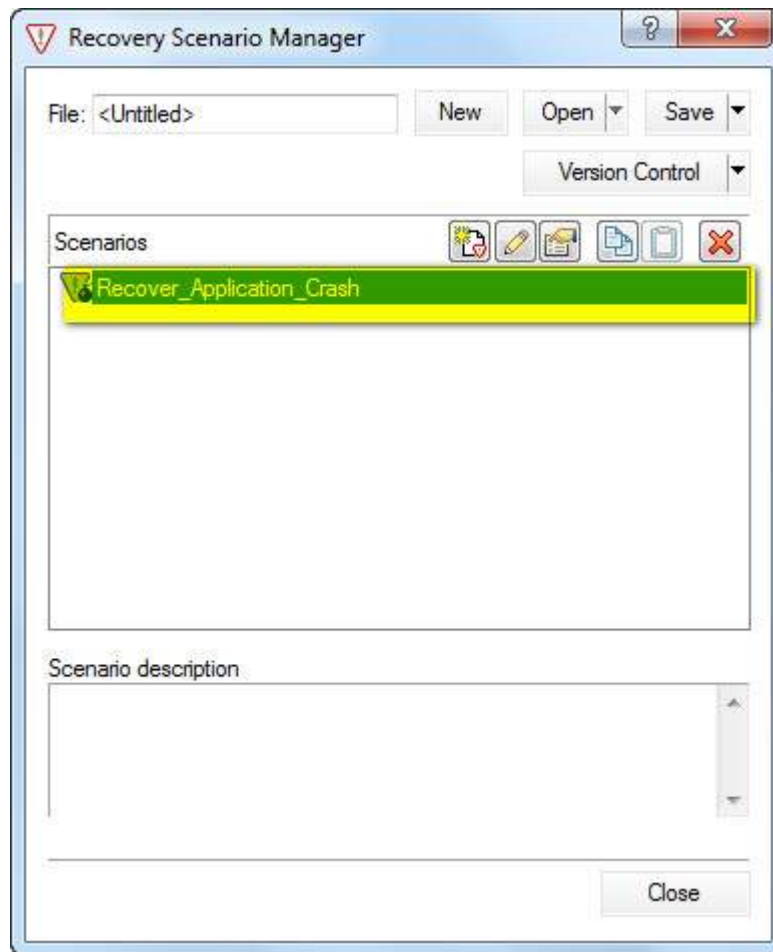 Recovery Scenario Manager
File: <Untitled> New Open Save
Version Control
Scenarios
Recover_Application_Crash
Scenario description
Close